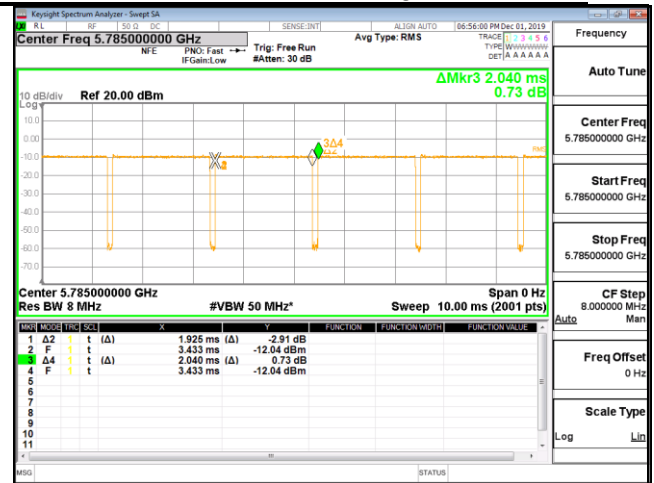 Keysight Spectrum Analyzer - Swept SA
RL RF 50 Ω DC SENSE:INT ALIGN AUTO 06:56:00 PM Dec 01, 2019
Center Freq 5.785000000 GHz
NFE
PNO: Fast
IFGain:Low
Trig: Free Run
#Atten: 30 dB
Avg Type: RMS
TRACE 1 2 3 4 5 6
TYPE WWWWWW
DET A A A A A A
ΔMkr3 2.040 ms
0.73 dB
10 dB/div Ref 20.00 dBm
Log
10.0
0.00
-10.0
-20.0
-30.0
-40.0
-50.0
-60.0
-70.0
3Δ4
RMS
Center 5.785000000 GHz Span 0 Hz
Res BW 8 MHz #VBW 50 MHz* Sweep 10.00 ms (2001 pts)
MKR MODE TRC SCL X Y FUNCTION FUNCTION WIDTH FUNCTION VALUE
1 Δ2 1 t (Δ) 1.925 ms (Δ) -2.91 dB
2 F 1 t 3.433 ms -12.04 dBm
3 Δ4 1 t (Δ) 2.040 ms (Δ) 0.73 dB
4 F 1 t 3.433 ms -12.04 dBm
5
6
7
8
9
10
11
MSG STATUS
Frequency
Auto Tune
Center Freq
5.785000000 GHz
Start Freq
5.785000000 GHz
Stop Freq
5.785000000 GHz
CF Step
8.000000 MHz
Auto Man
Freq Offset
0 Hz
Scale Type
Log Lin